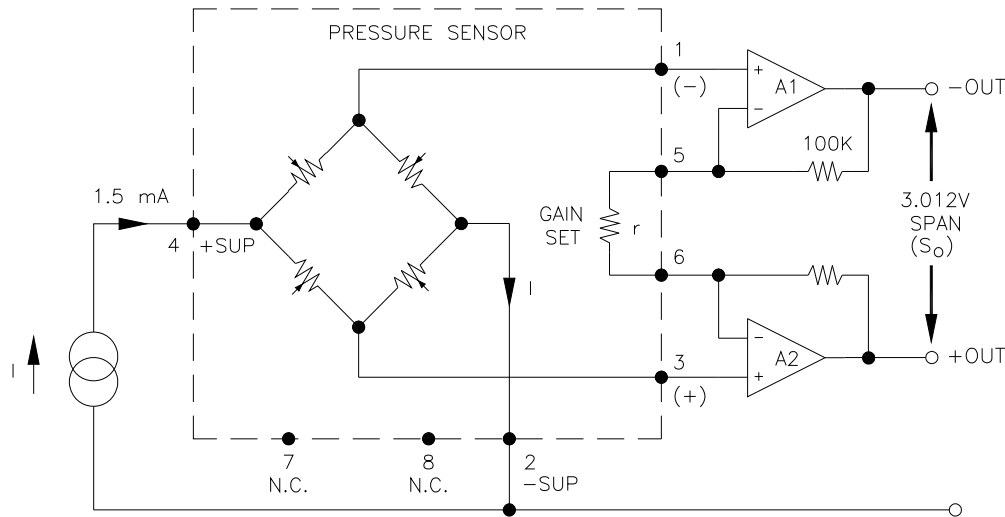 PRESSURE SENSOR
1
(-)
+
A1
-
-OUT
100K
5
1.5 mA
4
+SUP
GAIN
SET
r
3.012V
SPAN
(So)
6
I
I
-
A2
+
+OUT
3
(+)
7
N.C.
8
N.C.
2
-SUP